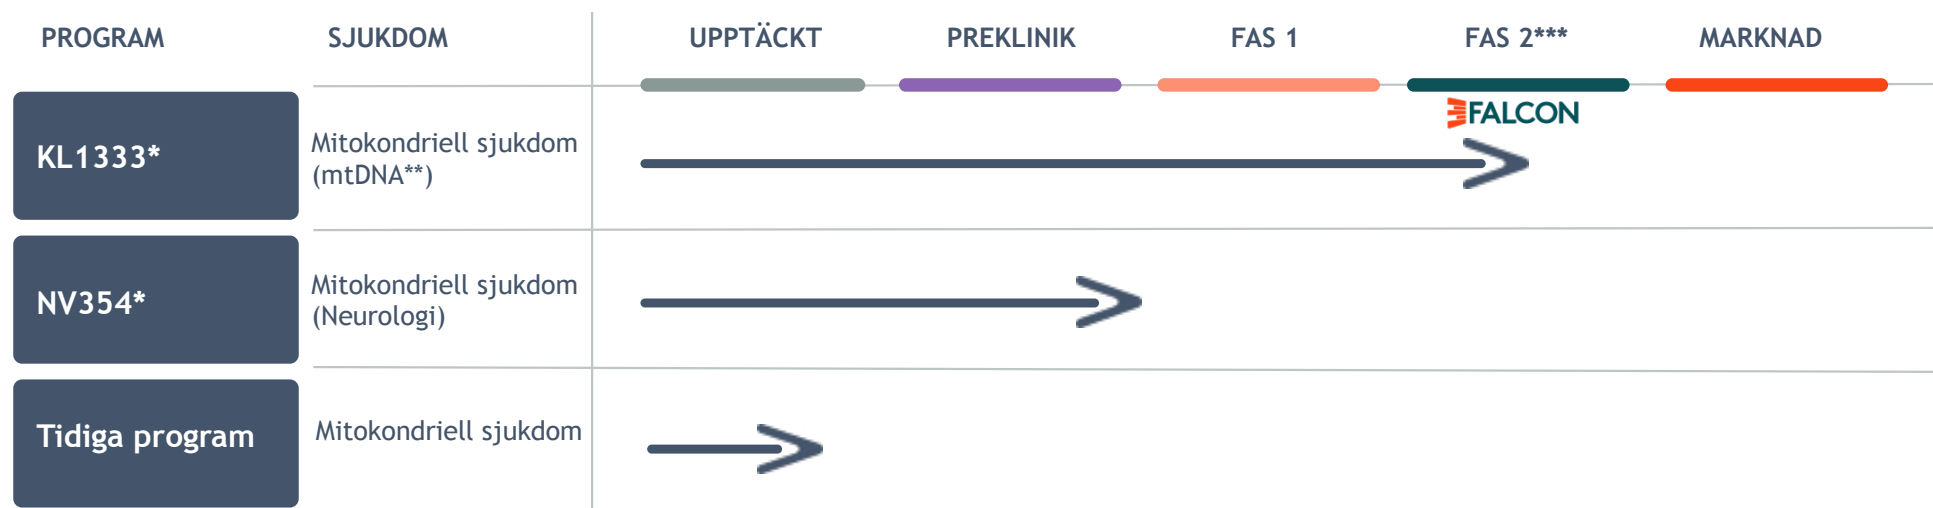 PROGRAM SJUKDOM UPPTÄCKT PREKLINIK FAS 1 FAS 2*** MARKNAD
FALCON
KL1333*
Mitokondriell sjukdom
(mtDNA**)
NV354*
Mitokondriell sjukdom
(Neurologi)
Tidiga program
Mitokondriell sjukdom